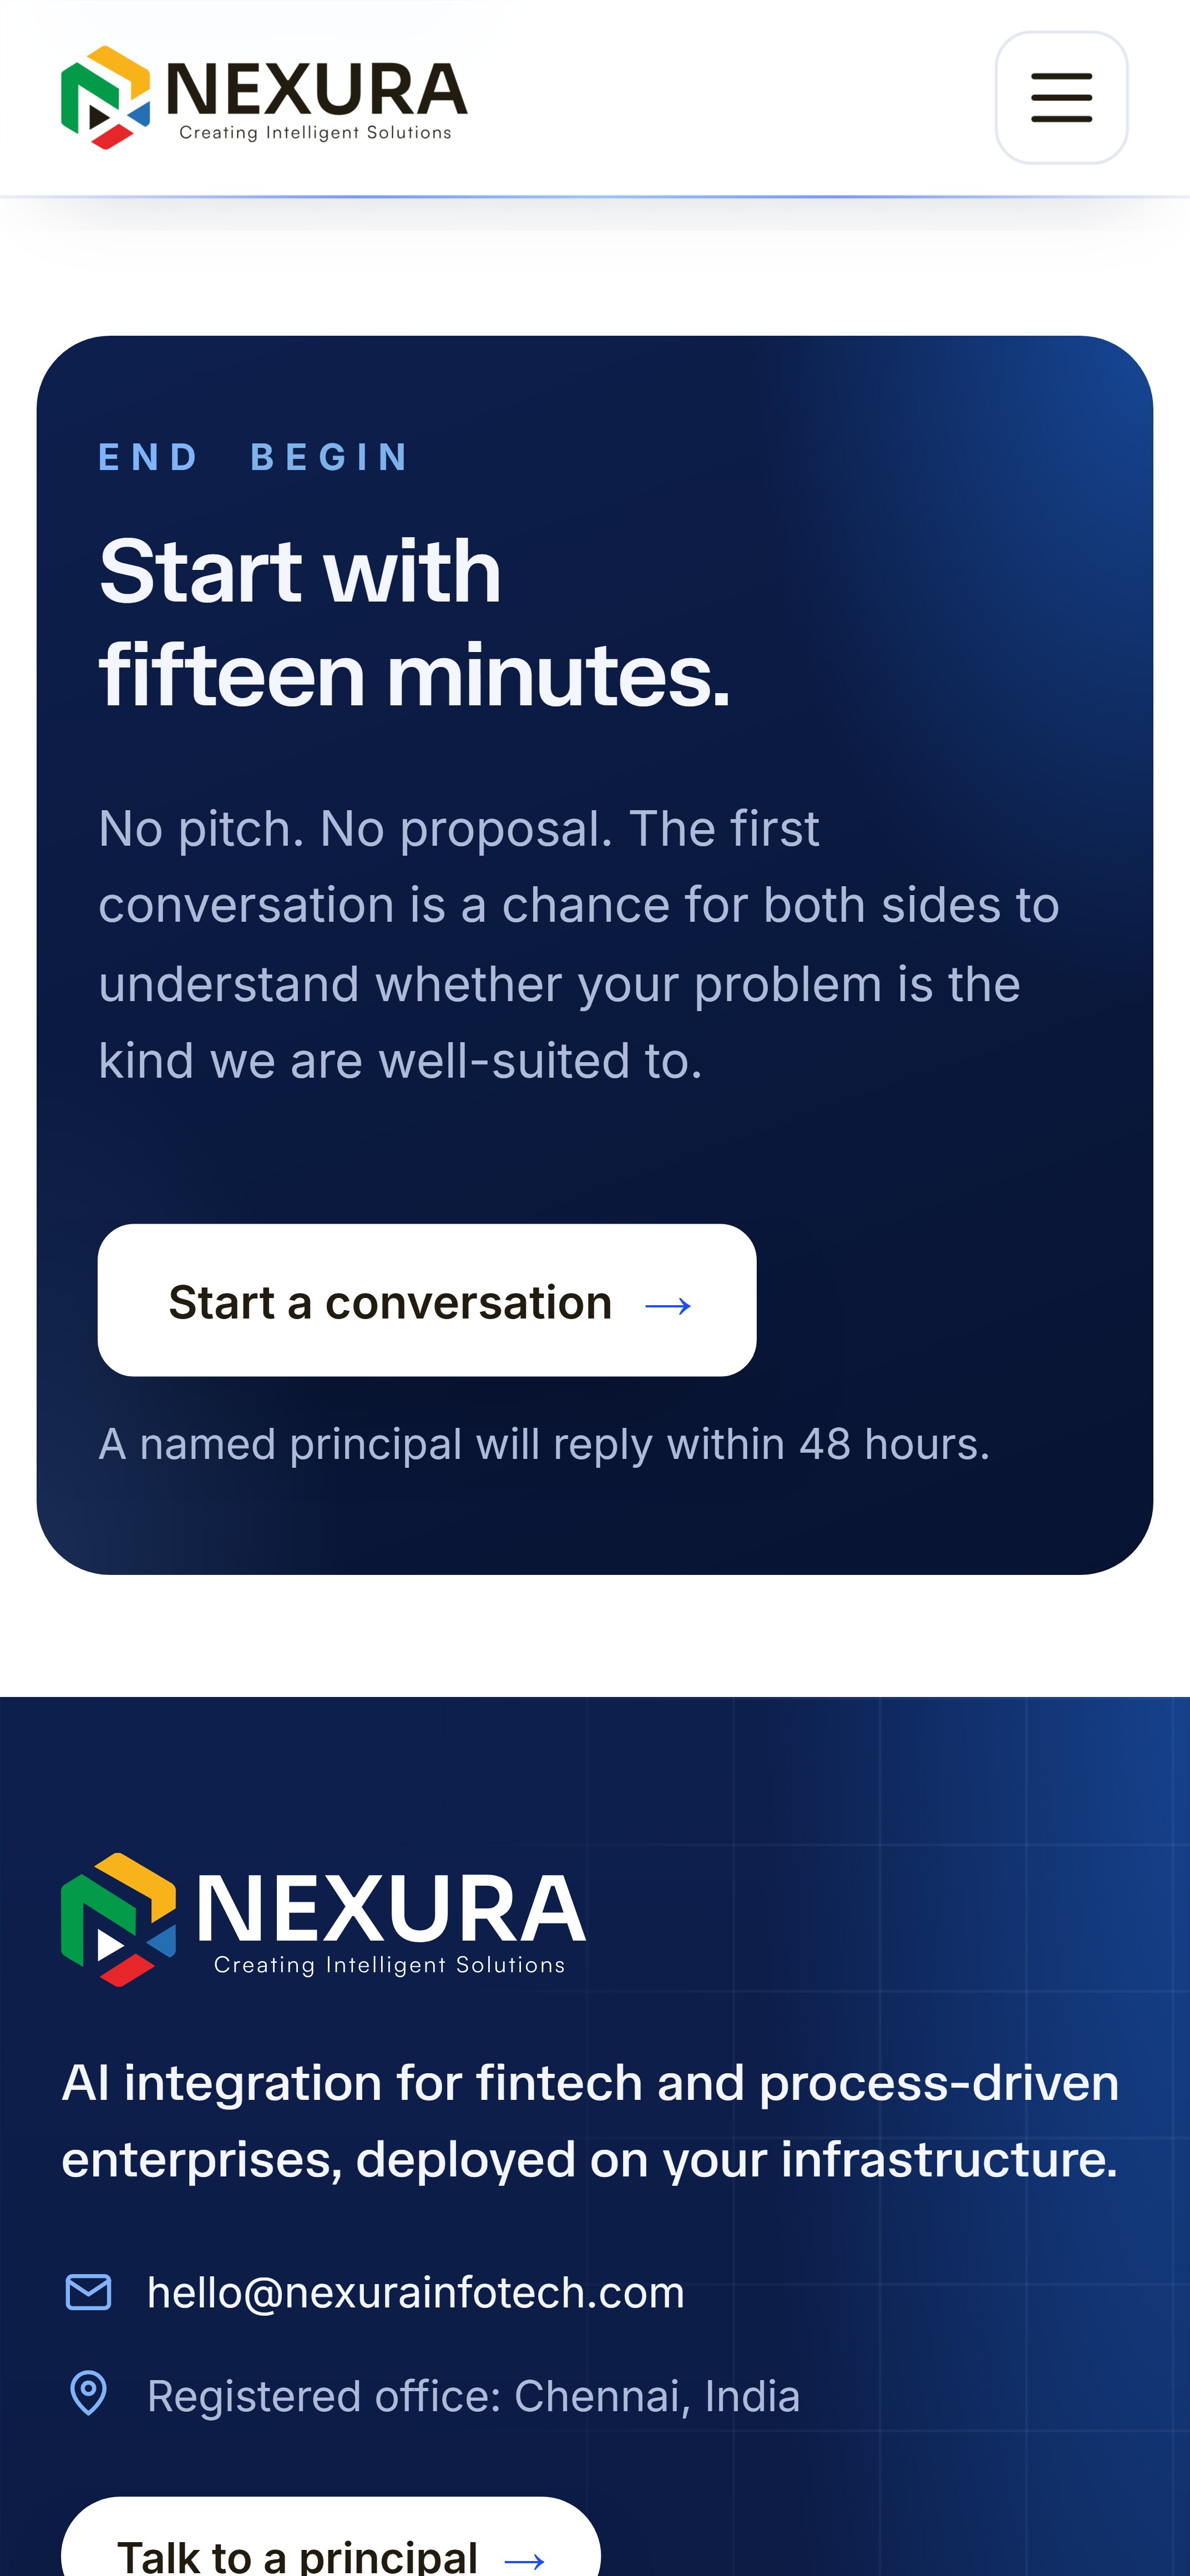 NEXURA
Creating Intelligent Solutions
END BEGIN
Start with
fifteen minutes.
No pitch. No proposal. The first
conversation is a chance for both sides to
understand whether your problem is the
kind we are well-suited to.
Start a conversation →
A named principal will reply within 48 hours.
NEXURA
Creating Intelligent Solutions
AI integration for fintech and process-driven
enterprises, deployed on your infrastructure.
hello@nexurainfotech.com
Registered office: Chennai, India
Talk to a principal →